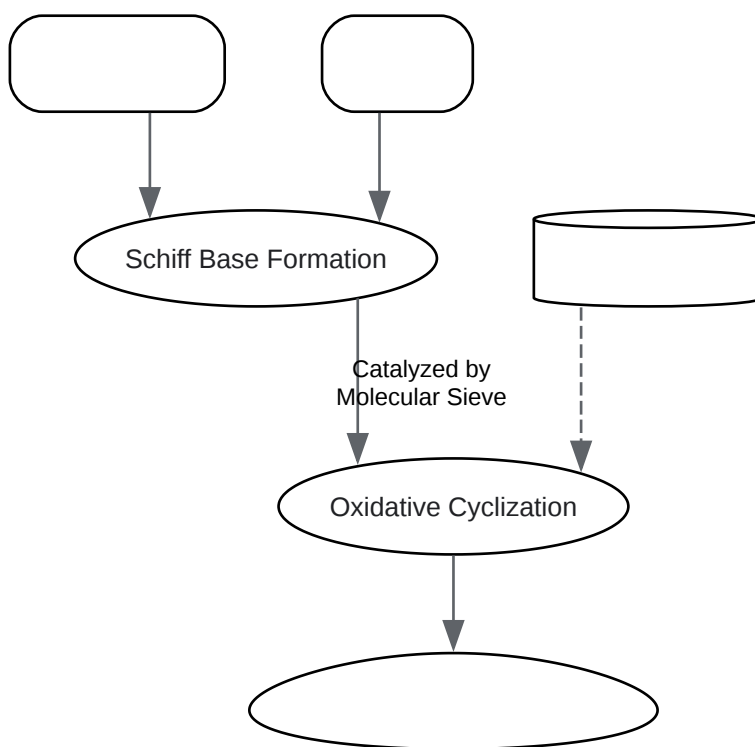 Schiff Base Formation
Catalyzed by
Molecular Sieve
Oxidative Cyclization